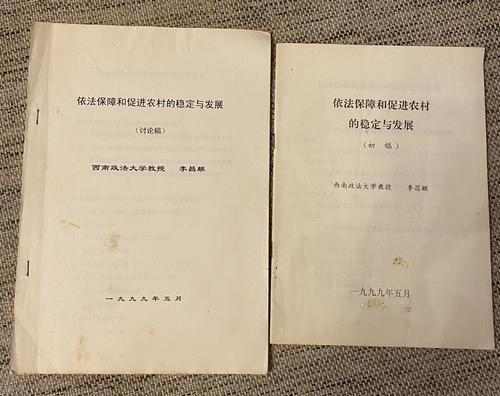 依法保障和促进农村的稳定与发展
（讨论稿）
西南政法大学教授 李昌麒
一九九九年五月
依法保障和促进农村
的稳定与发展
（初 稿）
西南政法大学教授 李昌麒
一九九九年五月